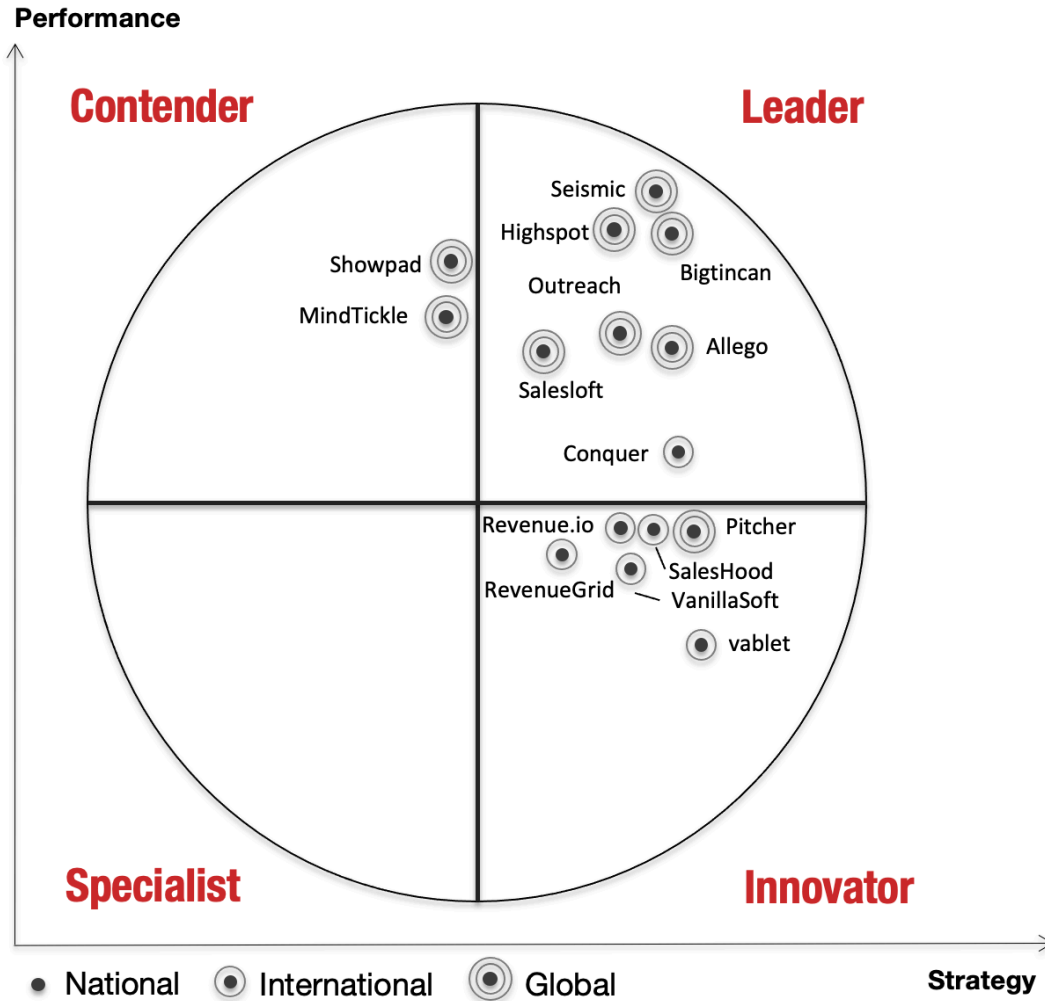 Performance
Contender
Leader
Seismic
Highspot
Bigtincan
Showpad
Outreach
MindTickle
Allego
Salesloft
Conquer
Revenue.io
Pitcher
SalesHood
RevenueGrid
VanillaSoft
vablet
Specialist
Innovator
National
International
Global
Strategy